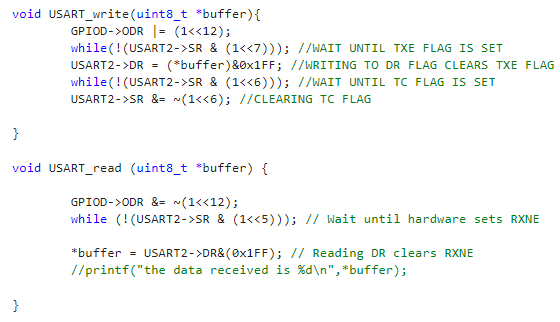 void USART_write(uint8_t *buffer){
GPIOD->ODR |= (1<<12);
while(!(USART2->SR & (1<<7))); //WAIT UNTIL TXE FLAG IS SET
USART2->DR = (*buffer)&0x1FF; //WRITING TO DR FLAG CLEARS TXE FLAG
while(!(USART2->SR & (1<<6))); //WAIT UNTIL TC FLAG IS SET
USART2->SR &= ~(1<<6); //CLEARING TC FLAG
}
void USART_read (uint8_t *buffer) {
GPIOD->ODR &= ~(1<<12);
while (!(USART2->SR & (1<<5))); // Wait until hardware sets RXNE
*buffer = USART2->DR&(0x1FF); // Reading DR clears RXNE
//printf("the data received is %d\n",*buffer);
}